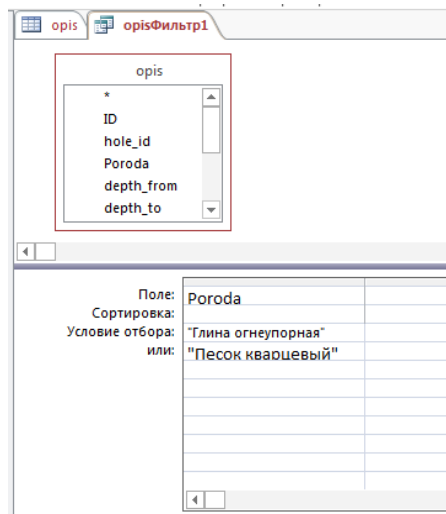 opis opisФильтр1
opis
*
ID
hole_id
Poroda
depth_from
depth_to
Поле: Poroda
Сортировка:
Условие отбора: "Глина огнеупорная"
или: "Песок кварцевый"